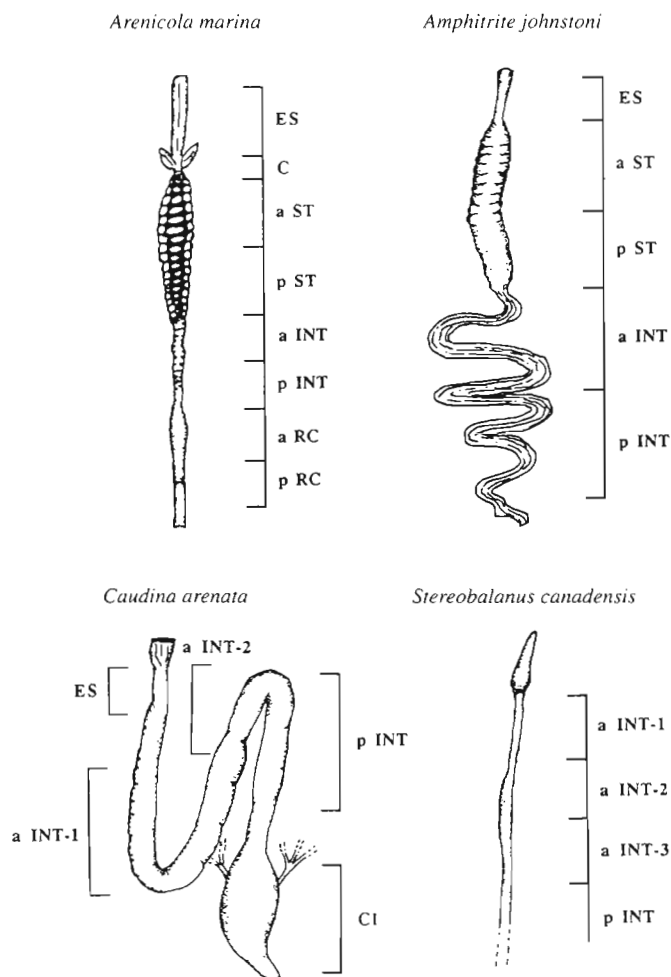 Arenicola marina
ES
C
a ST
p ST
a INT
p INT
a RC
p RC
Amphitrite johnstoni
ES
a ST
p ST
a INT
p INT
Caudina arenata
a INT-2
ES
p INT
a INT-1
Cl
Stereobalanus canadensis
a INT-1
a INT-2
a INT-3
p INT